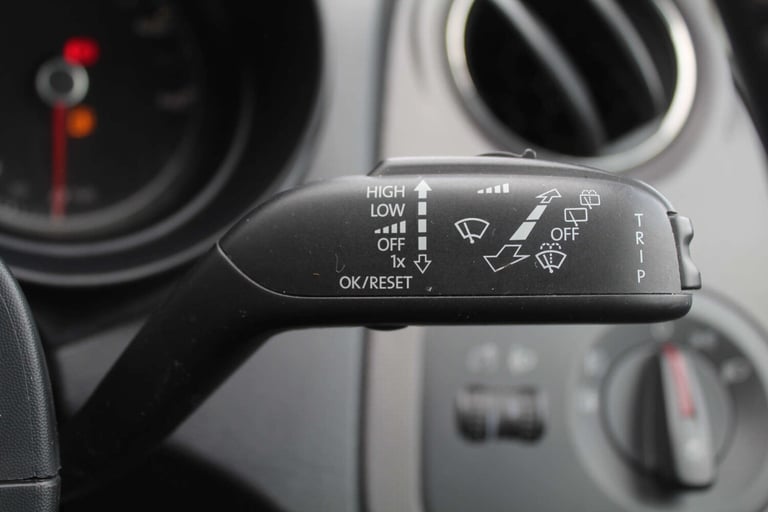 HIGH
LOW
OFF
1x
OK/RESET
OFF
TRIP